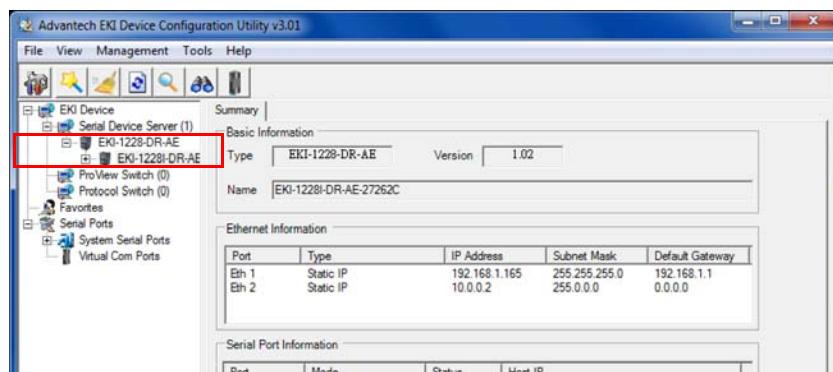 Advantech EKI Device Configuration Utility v3.01
File View Management Tools Help
EKI Device
Serial Device Server (1)
EKI-1228-DR-AE
EKI-1228I-DR-AE
ProView Switch (0)
Protocol Switch (0)
Favorites
Serial Ports
System Serial Ports
Virtual Com Ports
Summary
Basic Information
Type EKI-1228-DR-AE Version 1.02
Name EKI-1228I-DR-AE-27262C
Ethernet Information
Port Type IP Address Subnet Mask Default Gateway
Eth 1 Static IP 192.168.1.165 255.255.255.0 192.168.1.1
Eth 2 Static IP 10.0.0.2 255.0.0.0 0.0.0.0
Serial Port Information
Port Mode Status Host IP